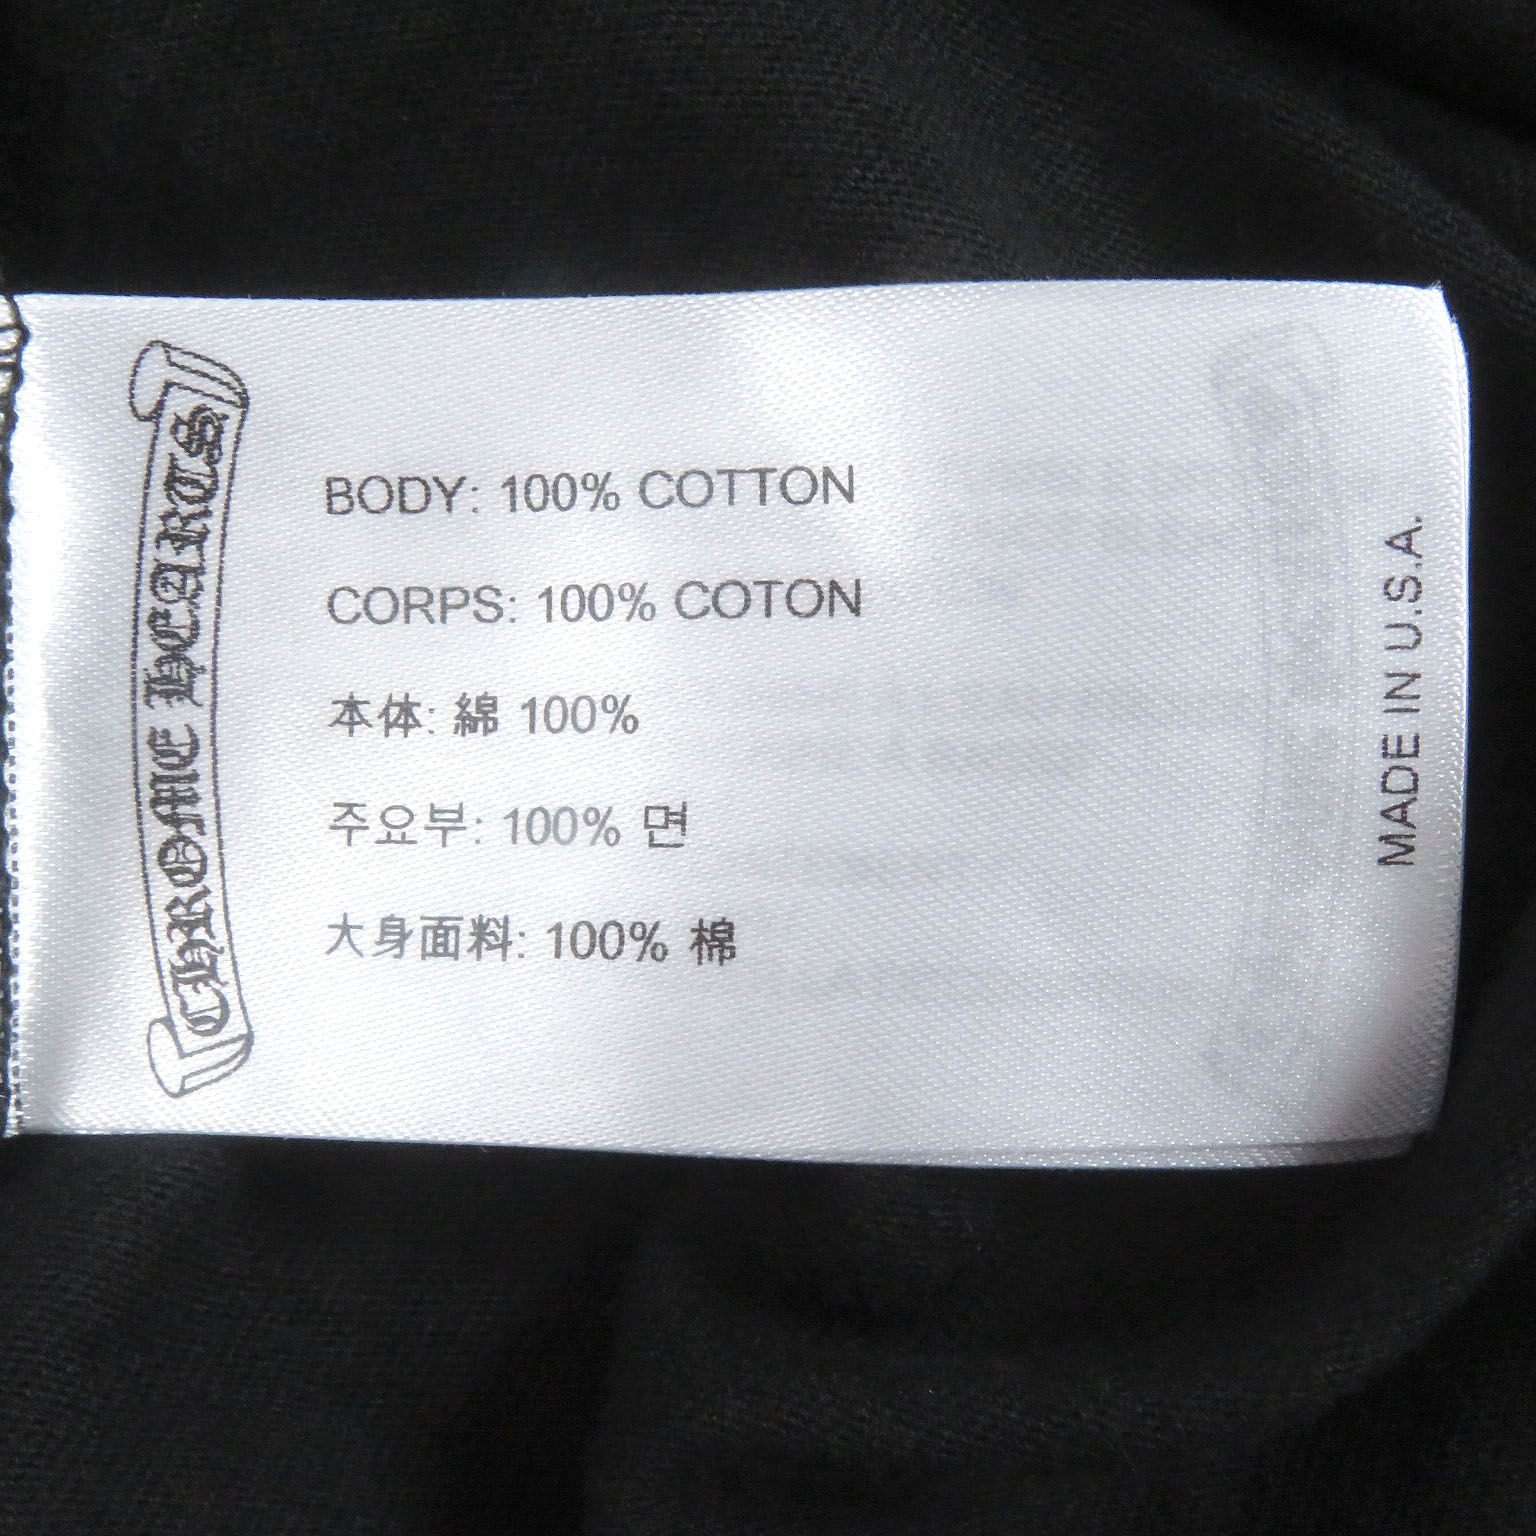 CHROME HEARTS
BODY: 100% COTTON
CORPS: 100% COTON
本体: 綿 100%
주요부: 100% 면
大身面料: 100% 棉
MADE IN U.S.A.